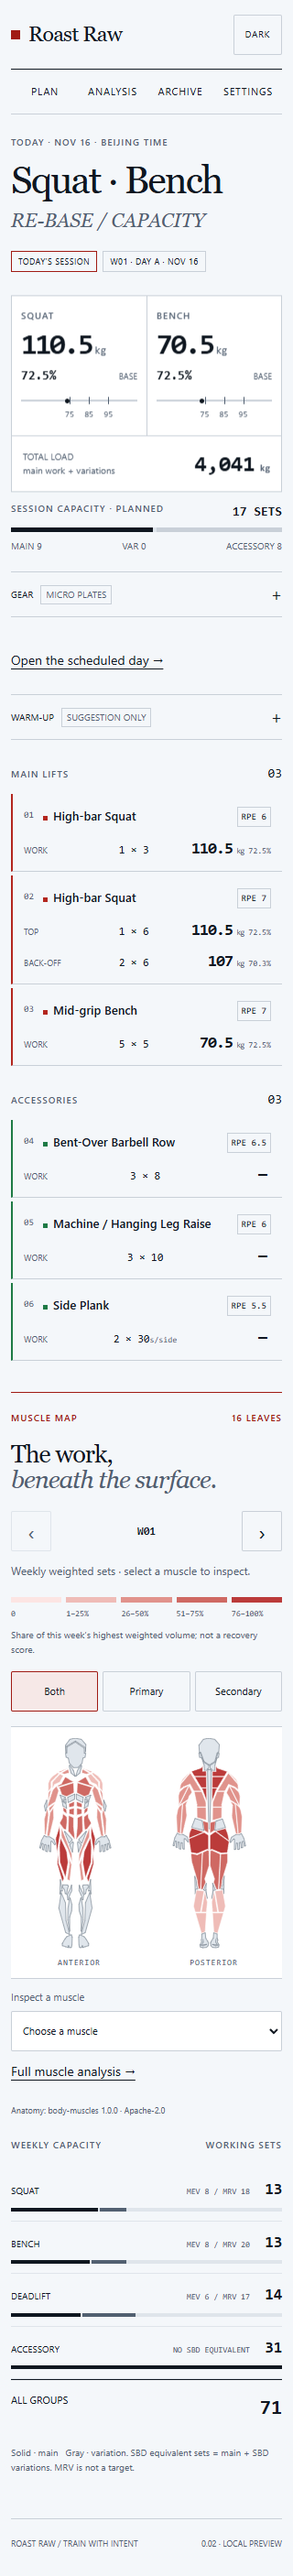 Roast Raw
DARK
PLAN ANALYSIS ARCHIVE SETTINGS
TODAY · NOV 16 · BEIJING TIME
Squat · Bench
RE-BASE / CAPACITY
TODAY'S SESSION W01 · DAY A · NOV 16
SQUAT BENCH
110.5 kg 70.5 kg
72.5% BASE 72.5% BASE
75 85 95 75 85 95
TOTAL LOAD
main work + variations
4,041 kg
SESSION CAPACITY · PLANNED 17 SETS
MAIN 9 VAR 0 ACCESSORY 8
GEAR MICRO PLATES +
Open the scheduled day →
WARM-UP SUGGESTION ONLY +
MAIN LIFTS 03
01 High-bar Squat RPE 6
WORK 1 × 3 110.5 kg 72.5%
02 High-bar Squat RPE 7
TOP 1 × 6 110.5 kg 72.5%
BACK-OFF 2 × 6 107 kg 70.3%
03 Mid-grip Bench RPE 7
WORK 5 × 5 70.5 kg 72.5%
ACCESSORIES 03
04 Bent-Over Barbell Row RPE 6.5
WORK 3 × 8 —
05 Machine / Hanging Leg Raise RPE 6
WORK 3 × 10 —
06 Side Plank RPE 5.5
WORK 2 × 30s/side —
MUSCLE MAP 16 LEAVES
The work,
beneath the surface.
‹ W01 ›
Weekly weighted sets · select a muscle to inspect.
0 1–25% 26–50% 51–75% 76–100%
Share of this week's highest weighted volume; not a recovery
score.
Both Primary Secondary
ANTERIOR POSTERIOR
Inspect a muscle
Choose a muscle
Full muscle analysis →
Anatomy: body-muscles 1.0.0 · Apache-2.0
WEEKLY CAPACITY WORKING SETS
SQUAT MEV 8 / MRV 18 13
BENCH MEV 8 / MRV 20 13
DEADLIFT MEV 6 / MRV 17 14
ACCESSORY NO SBD EQUIVALENT 31
ALL GROUPS 71
Solid · main Gray · variation. SBD equivalent sets = main + SBD
variations. MRV is not a target.
ROAST RAW / TRAIN WITH INTENT 0.02 · LOCAL PREVIEW